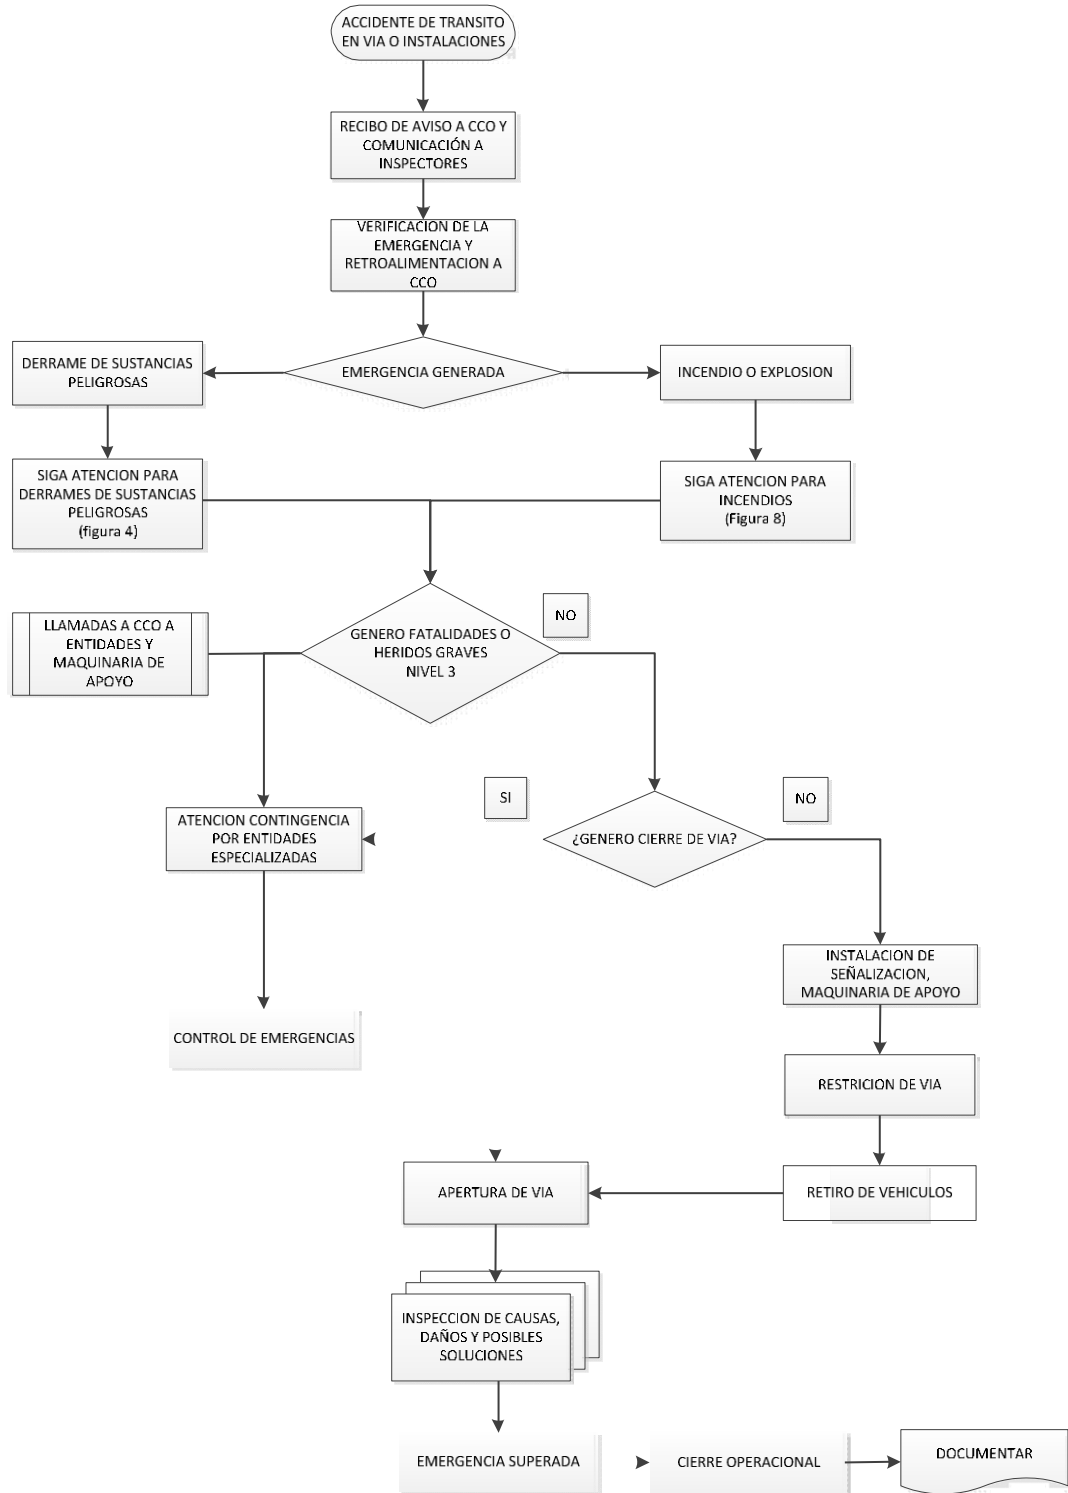 ACCIDENTE DE TRANSITO
EN VIA O INSTALACIONES
RECIBO DE AVISO A CCO Y
COMUNICACIÓN A
INSPECTORES
VERIFICACION DE LA
EMERGENCIA Y
RETROALIMENTACION A
CCO
DERRAME DE SUSTANCIAS
PELIGROSAS
EMERGENCIA GENERADA
INCENDIO O EXPLOSION
SIGA ATENCION PARA
DERRAMES DE SUSTANCIAS
PELIGROSAS
(figura 4)
SIGA ATENCION PARA
INCENDIOS
(Figura 8)
LLAMADAS A CCO A
ENTIDADES Y
MAQUINARIA DE
APOYO
GENERO FATALIDADES O
HERIDOS GRAVES
NIVEL 3
NO
SI
NO
ATENCION CONTINGENCIA
POR ENTIDADES
ESPECIALIZADAS
¿GENERO CIERRE DE VIA?
INSTALACION DE
SEÑALIZACION,
MAQUINARIA DE APOYO
CONTROL DE EMERGENCIAS
RESTRICION DE VIA
APERTURA DE VIA
RETIRO DE VEHICULOS
INSPECCION DE CAUSAS,
DAÑOS Y POSIBLES
SOLUCIONES
EMERGENCIA SUPERADA
CIERRE OPERACIONAL
DOCUMENTAR